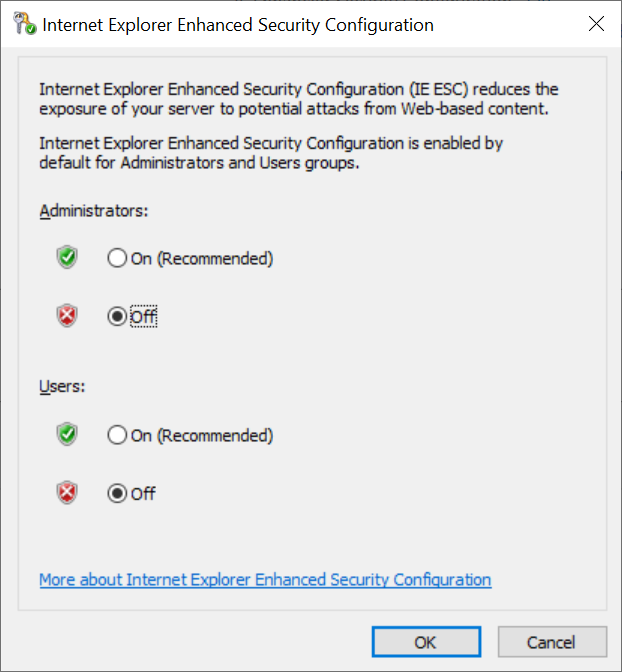 Internet Explorer Enhanced Security Configuration
Internet Explorer Enhanced Security Configuration (IE ESC) reduces the
exposure of your server to potential attacks from Web-based content.
Internet Explorer Enhanced Security Configuration is enabled by
default for Administrators and Users groups.
Administrators:
On (Recommended)
Off
Users:
On (Recommended)
Off
More about Internet Explorer Enhanced Security Configuration
OK
Cancel